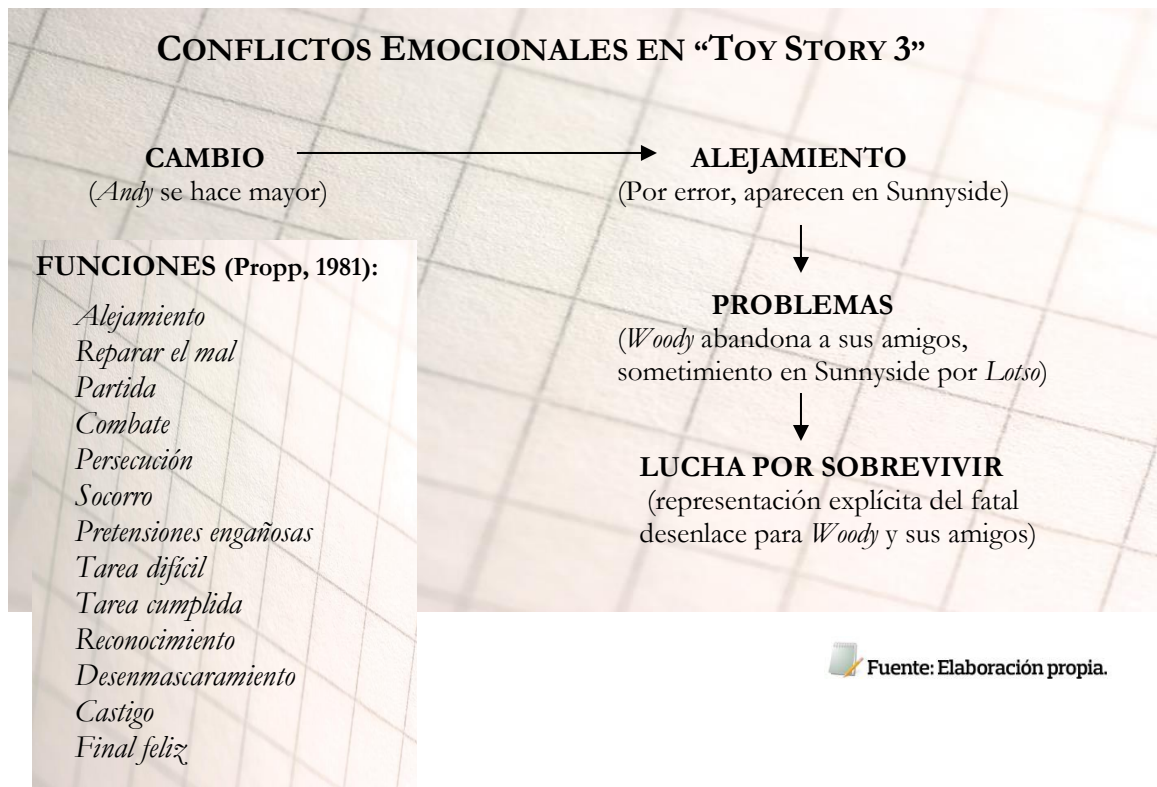 CONFLICTOS EMOCIONALES EN “TOY STORY 3”
CAMBIO
(Andy se hace mayor)
ALEJAMIENTO
(Por error, aparecen en Sunnyside)
PROBLEMAS
(Woody abandona a sus amigos,
sometimiento en Sunnyside por Lotso)
LUCHA POR SOBREVIVIR
(representación explícita del fatal
desenlace para Woody y sus amigos)
FUNCIONES (Propp, 1981):
Alejamiento
Reparar el mal
Partida
Combate
Persecución
Socorro
Pretensiones engañosas
Tarea difícil
Tarea cumplida
Reconocimiento
Desenmascaramiento
Castigo
Final feliz
Fuente: Elaboración propia.